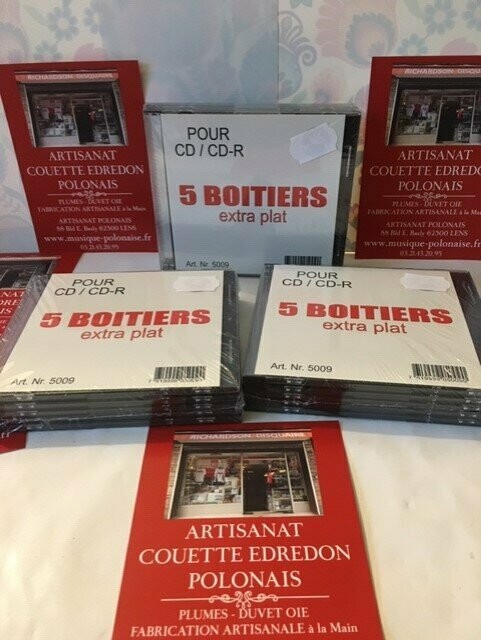 RICHARDSON DISQUAIRE
ARTISANAT
COUETTE EDREDON
POLONAIS
PLUMES - DUVET OIE
FABRICATION ARTISANALE à la Main
ARTISANAT POLONAIS
88 Bld E. Basly 62300 LENS
www.musique-polonaise.fr
03.21.43.20.95
POUR
CD / CD-R
5 BOITIERS
extra plat
Art. Nr. 5009
ARTISANAT
COUETTE EDREDON
POLONAIS
PLUMES - DUVET OIE
FABRICATION ARTISANALE à la M
ARTISANAT POLONAIS
88 Bld E. Basly 62300 LENS
www.musique-polonaise.fr
03.21.43.20.95
POUR
CD / CD-R
5 BOITIERS
extra plat
Art. Nr. 5009
POUR
CD / CD-R
5 BOITIERS
extra plat
Art. Nr. 5009
RICHARDSON DISQUAIRE
ARTISANAT
COUETTE EDREDON
POLONAIS
PLUMES - DUVET OIE
FABRICATION ARTISANALE à la Main